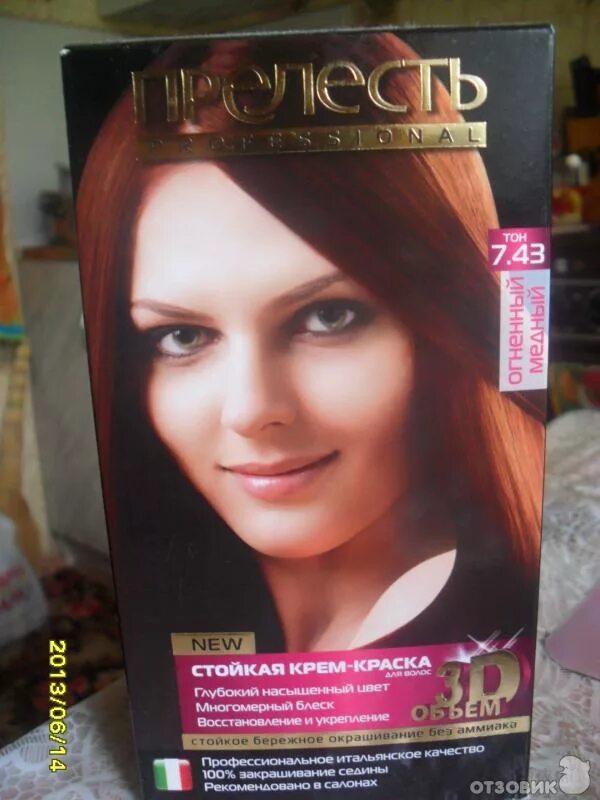 ПРЕЛЕСТЬ
PROFESSIONAL
ТОН
7.43
ОГНЕННЫЙ
МЕДНЫЙ
NEW
СТОЙКАЯ КРЕМ-КРАСКА
ДЛЯ ВОЛОС
Глубокий насыщенный цвет
Многомерный блеск
Восстановление и укрепление
3D
ОБЪЕМ
стойкое бережное окрашивание без аммиака
Профессиональное итальянское качество
100% закрашивание седины
Рекомендовано в салонах
2013/06/14
ОТЗОВИК